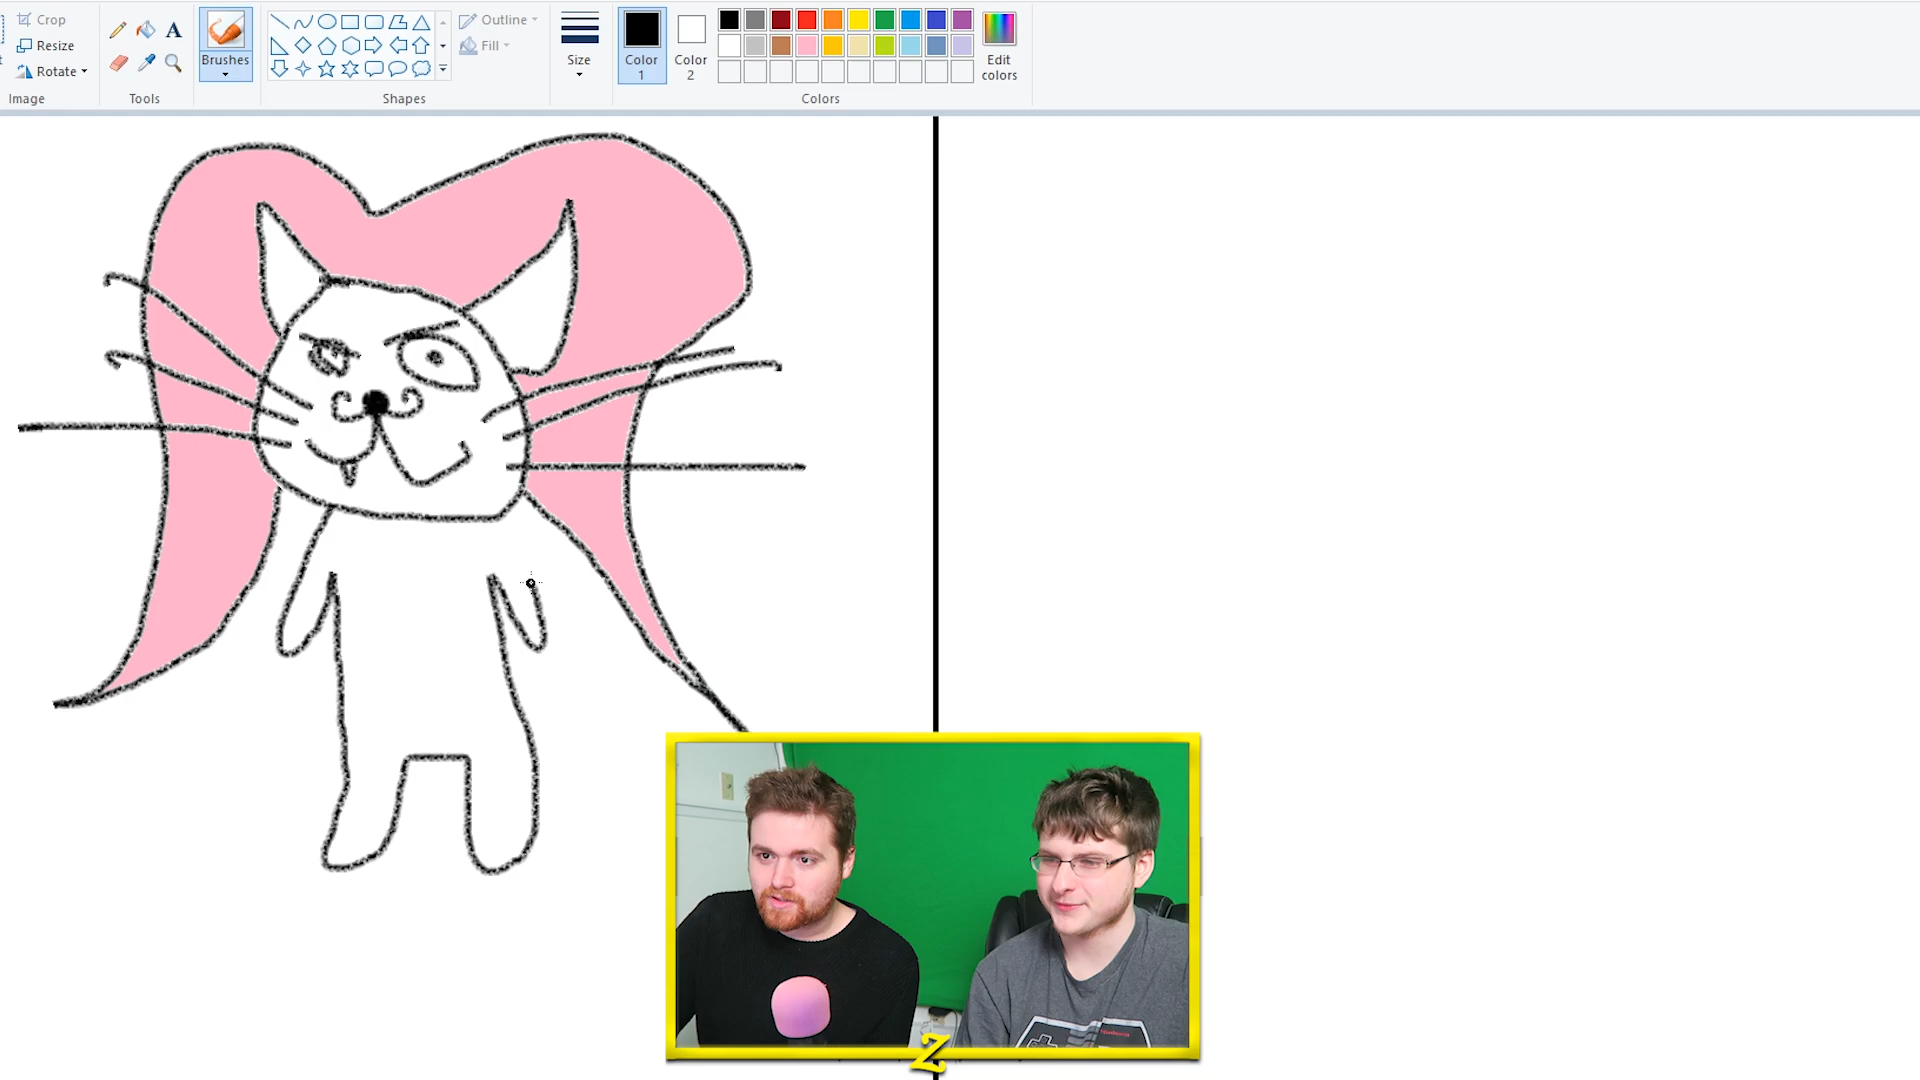 Crop
Resize
Rotate
Image
A
Tools
Brushes
Outline
Fill
Shapes
Size
Color
1
Color
2
Edit
colors
Colors
Z